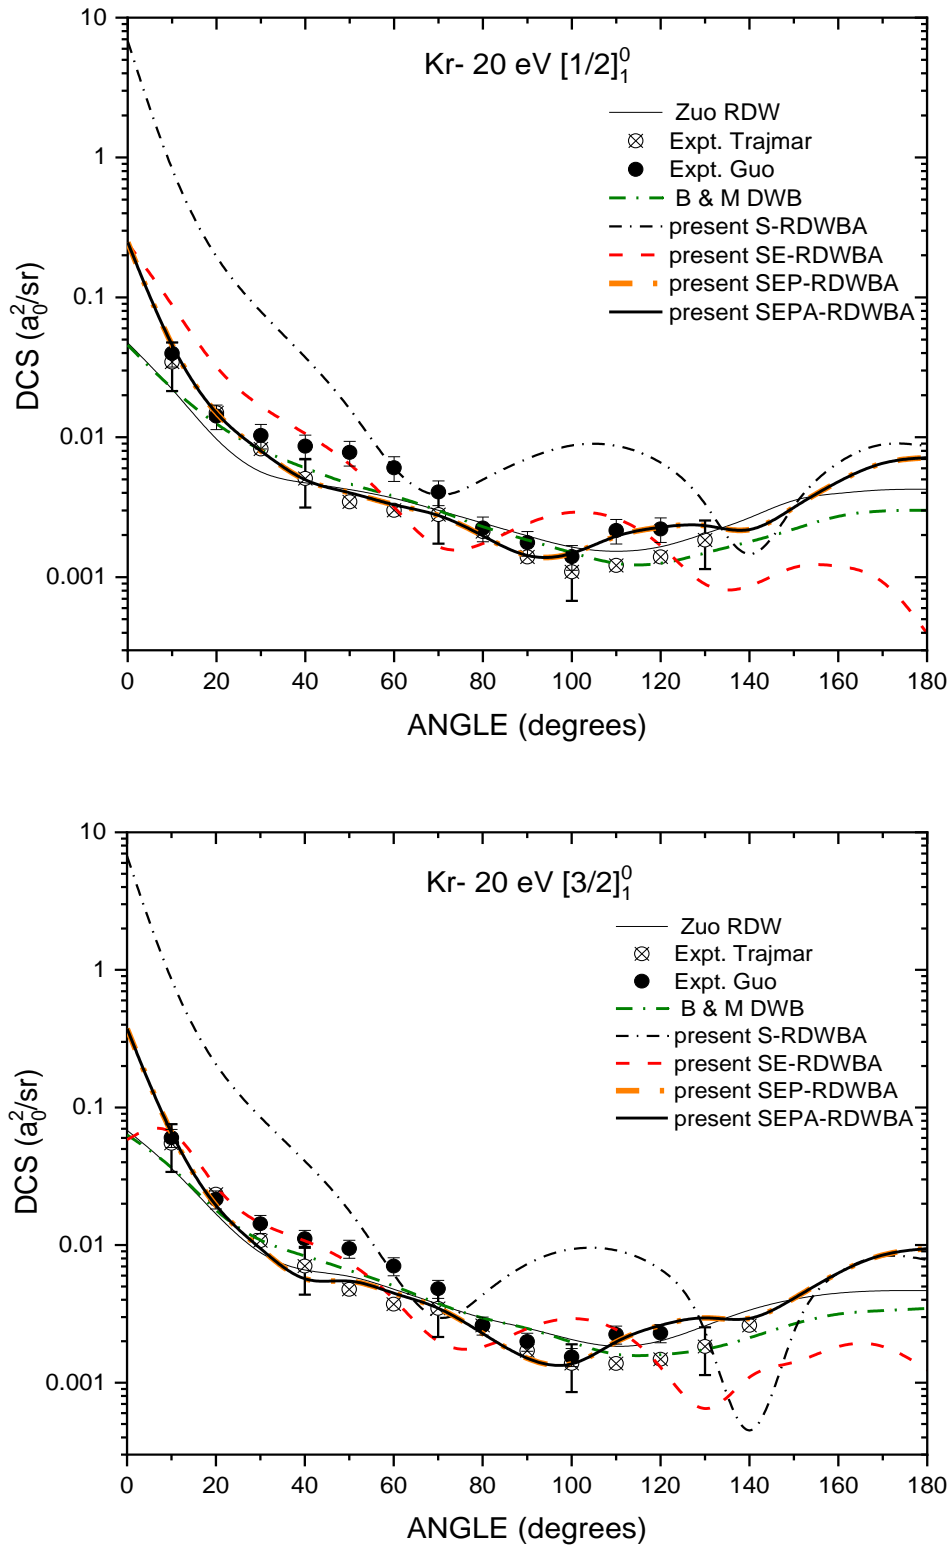 Kr- 20 eV [1/2]₁⁰
10
1
0.1
0.01
0.001
DCS (a₀²/sr)
Zuo RDW
Expt. Trajmar
Expt. Guo
B & M DWB
present S-RDWBA
present SE-RDWBA
present SEP-RDWBA
present SEPA-RDWBA
0 20 40 60 80 100 120 140 160 180
ANGLE (degrees)
Kr- 20 eV [3/2]₁⁰
10
1
0.1
0.01
0.001
DCS (a₀²/sr)
Zuo RDW
Expt. Trajmar
Expt. Guo
B & M DWB
present S-RDWBA
present SE-RDWBA
present SEP-RDWBA
present SEPA-RDWBA
0 20 40 60 80 100 120 140 160 180
ANGLE (degrees)